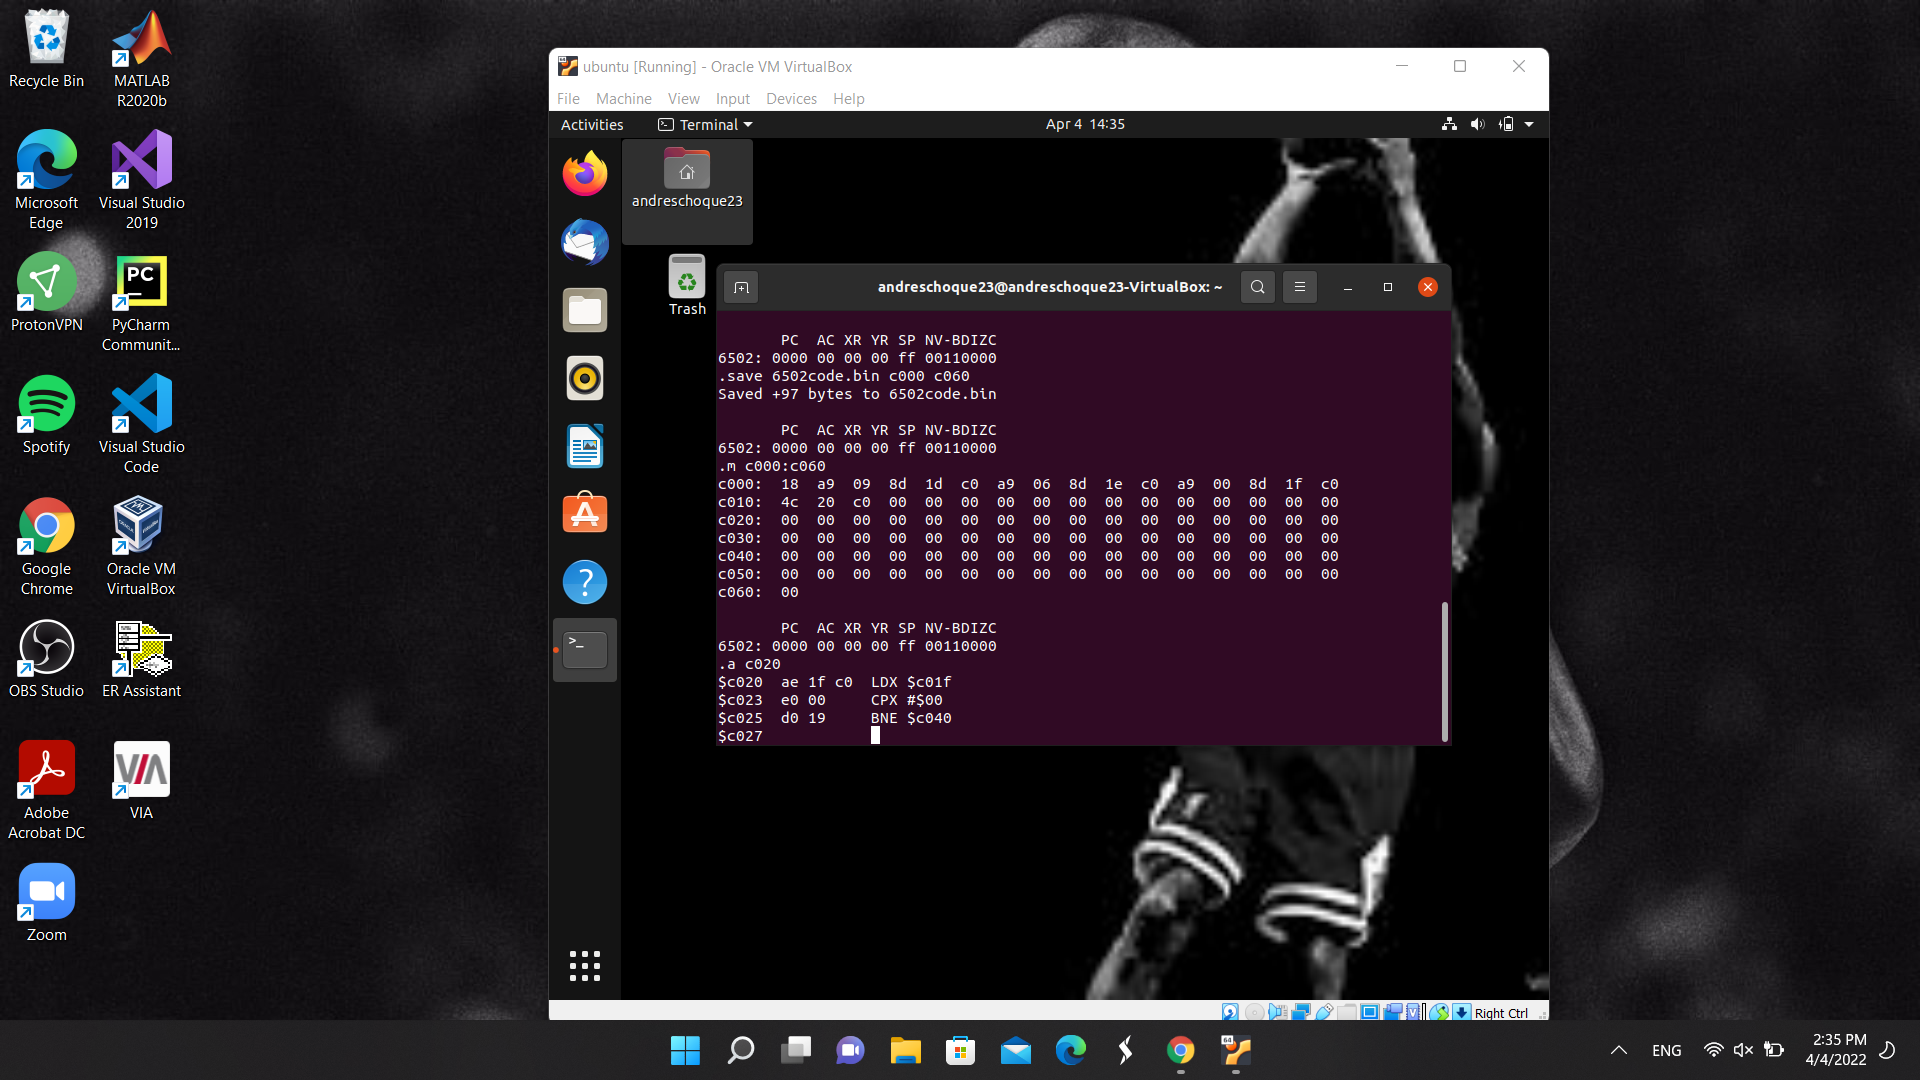 Recycle Bin
MATLAB
R2020b
Microsoft
Edge
Visual Studio
2019
ProtonVPN
PC
PyCharm
Communit...
Spotify
Visual Studio
Code
Google
Chrome
Oracle VM
VirtualBox
OBS Studio
ER Assistant
Adobe
Acrobat DC
VIA
VIA
Zoom
ubuntu [Running] - Oracle VM VirtualBox
File Machine View Input Devices Help
Activities Terminal Apr 4 14:35
andreschoque23
Trash
andreschoque23@andreschoque23-VirtualBox: ~
PC AC XR YR SP NV-BDIZC
6502: 0000 00 00 00 ff 00110000
.save 6502code.bin c000 c060
Saved +97 bytes to 6502code.bin
PC AC XR YR SP NV-BDIZC
6502: 0000 00 00 00 ff 00110000
.m c000:c060
c000: 18 a9 09 8d 1d c0 a9 06 8d 1e c0 a9 00 8d 1f c0
c010: 4c 20 c0 00 00 00 00 00 00 00 00 00 00 00 00 00
c020: 00 00 00 00 00 00 00 00 00 00 00 00 00 00 00 00
c030: 00 00 00 00 00 00 00 00 00 00 00 00 00 00 00 00
c040: 00 00 00 00 00 00 00 00 00 00 00 00 00 00 00 00
c050: 00 00 00 00 00 00 00 00 00 00 00 00 00 00 00 00
c060: 00
PC AC XR YR SP NV-BDIZC
6502: 0000 00 00 00 ff 00110000
.a c020
$c020 ae 1f c0 LDX $c01f
$c023 e0 00 CPX #$00
$c025 d0 19 BNE $c040
$c027
Right Ctrl
64
ENG
2:35 PM
4/4/2022